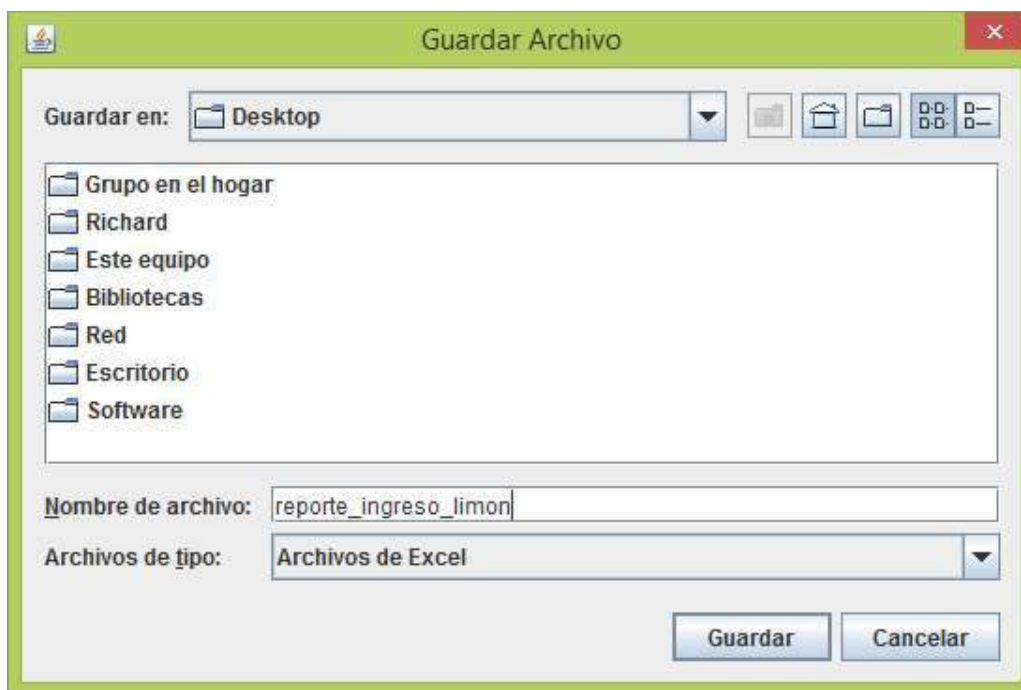 Guardar Archivo
Guardar en: Desktop
Grupo en el hogar
Richard
Este equipo
Bibliotecas
Red
Escritorio
Software
Nombre de archivo: reporte_ingreso_limon
Archivos de tipo: Archivos de Excel
Guardar Cancelar